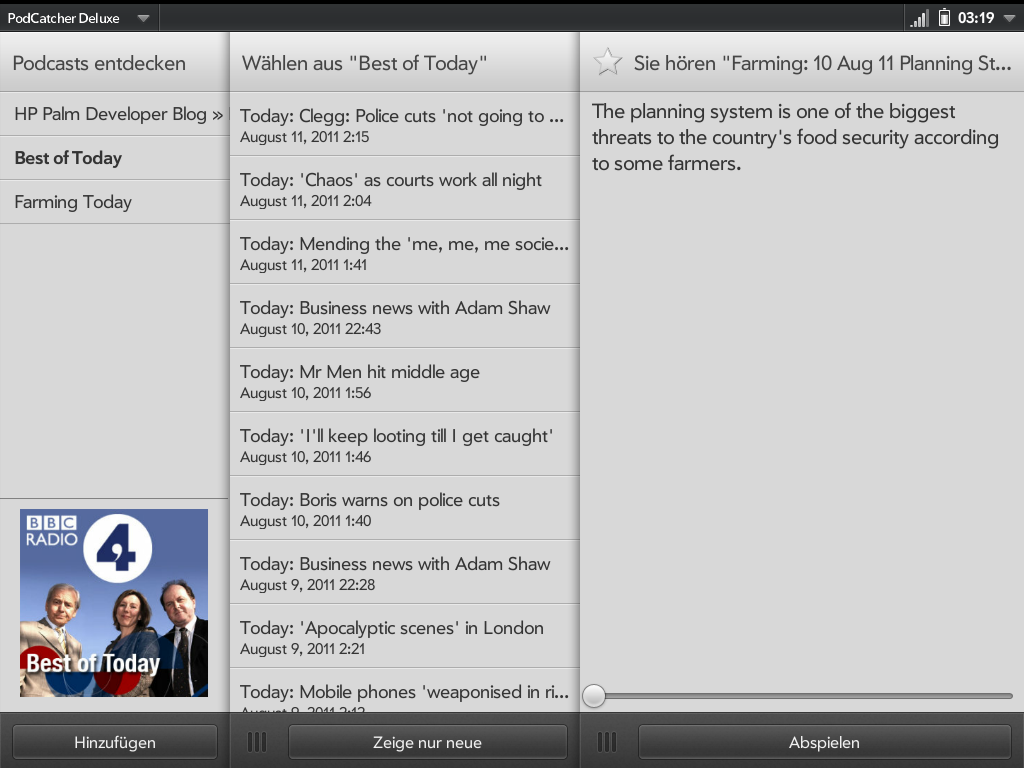 PodCatcher Deluxe
03:19
Podcasts entdecken
HP Palm Developer Blog »
Best of Today
Farming Today
BBC
RADIO
4
Best of Today
Hinzufügen
Wählen aus "Best of Today"
Today: Clegg: Police cuts 'not going to ...
August 11, 2011 2:15
Today: 'Chaos' as courts work all night
August 11, 2011 2:04
Today: Mending the 'me, me, me socie...
August 11, 2011 1:41
Today: Business news with Adam Shaw
August 10, 2011 22:43
Today: Mr Men hit middle age
August 10, 2011 1:56
Today: 'I'll keep looting till I get caught'
August 10, 2011 1:46
Today: Boris warns on police cuts
August 10, 2011 1:40
Today: Business news with Adam Shaw
August 9, 2011 22:28
Today: 'Apocalyptic scenes' in London
August 9, 2011 2:21
Today: Mobile phones 'weaponised in ri...
August 9, 2011
Zeige nur neue
Sie hören "Farming: 10 Aug 11 Planning St...
The planning system is one of the biggest
threats to the country's food security according
to some farmers.
Abspielen